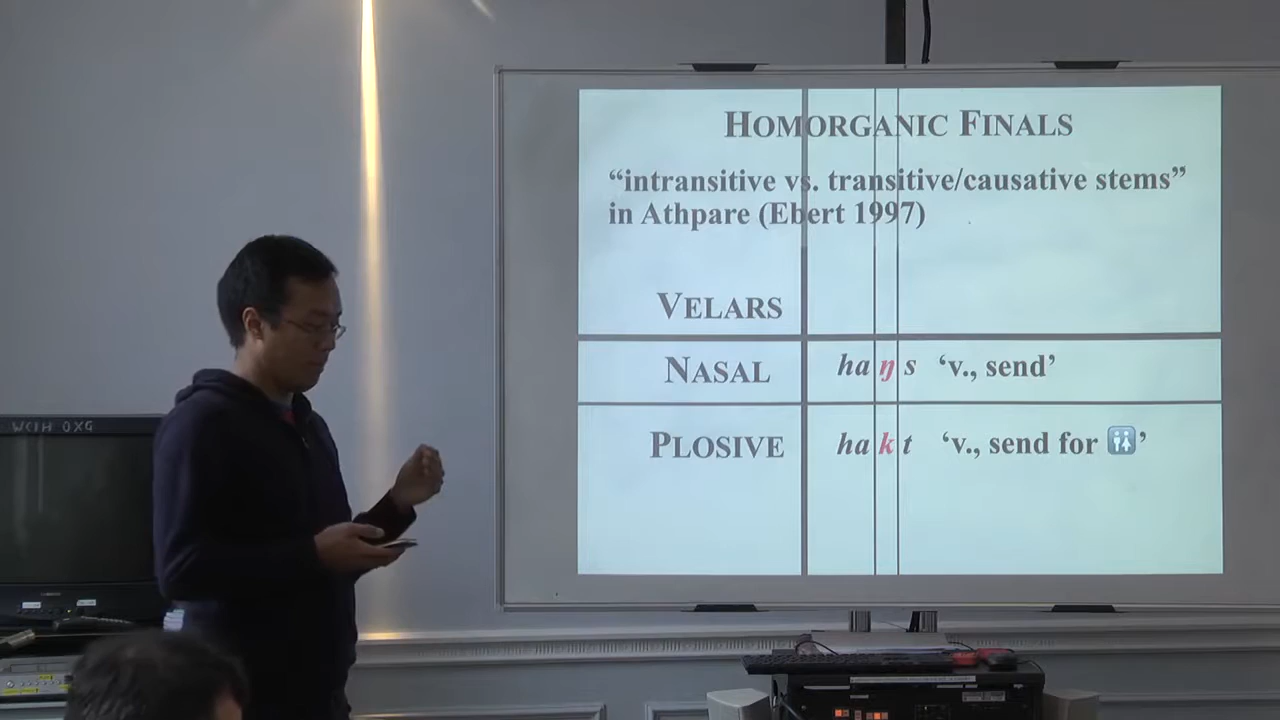 HOMORGANIC FINALS
“intransitive vs. transitive/causative stems”
in Athpare (Ebert 1997)
VELARS
NASAL haŋs ‘v., send’
PLOSIVE hakt ‘v., send for 🚻’
WCIH OXG